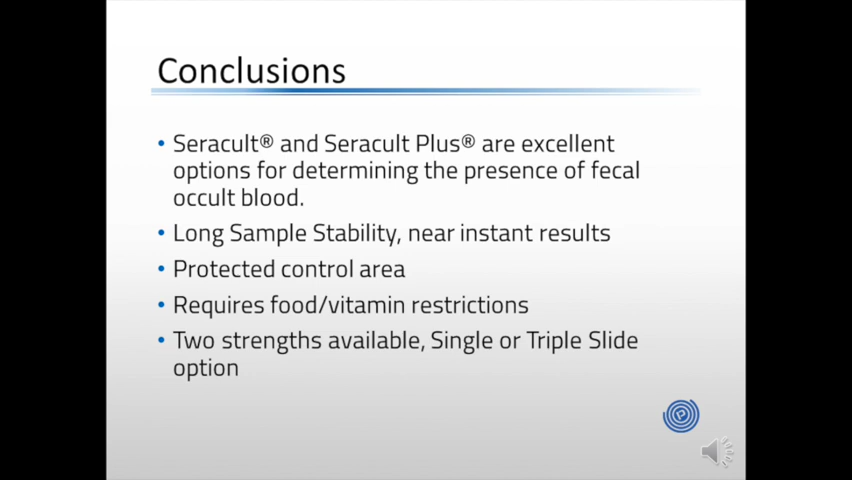 Conclusions
• Seracult® and Seracult Plus® are excellent
options for determining the presence of fecal
occult blood.
• Long Sample Stability, near instant results
• Protected control area
• Requires food/vitamin restrictions
• Two strengths available, Single or Triple Slide
option
P